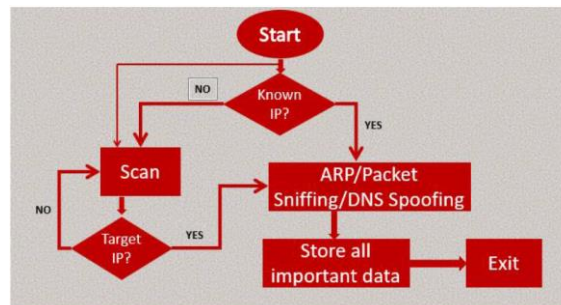 Start
NO
Known
IP?
YES
Scan
ARP/Packet
Sniffing/DNS Spoofing
NO
Target
IP?
YES
Store all
important data
Exit